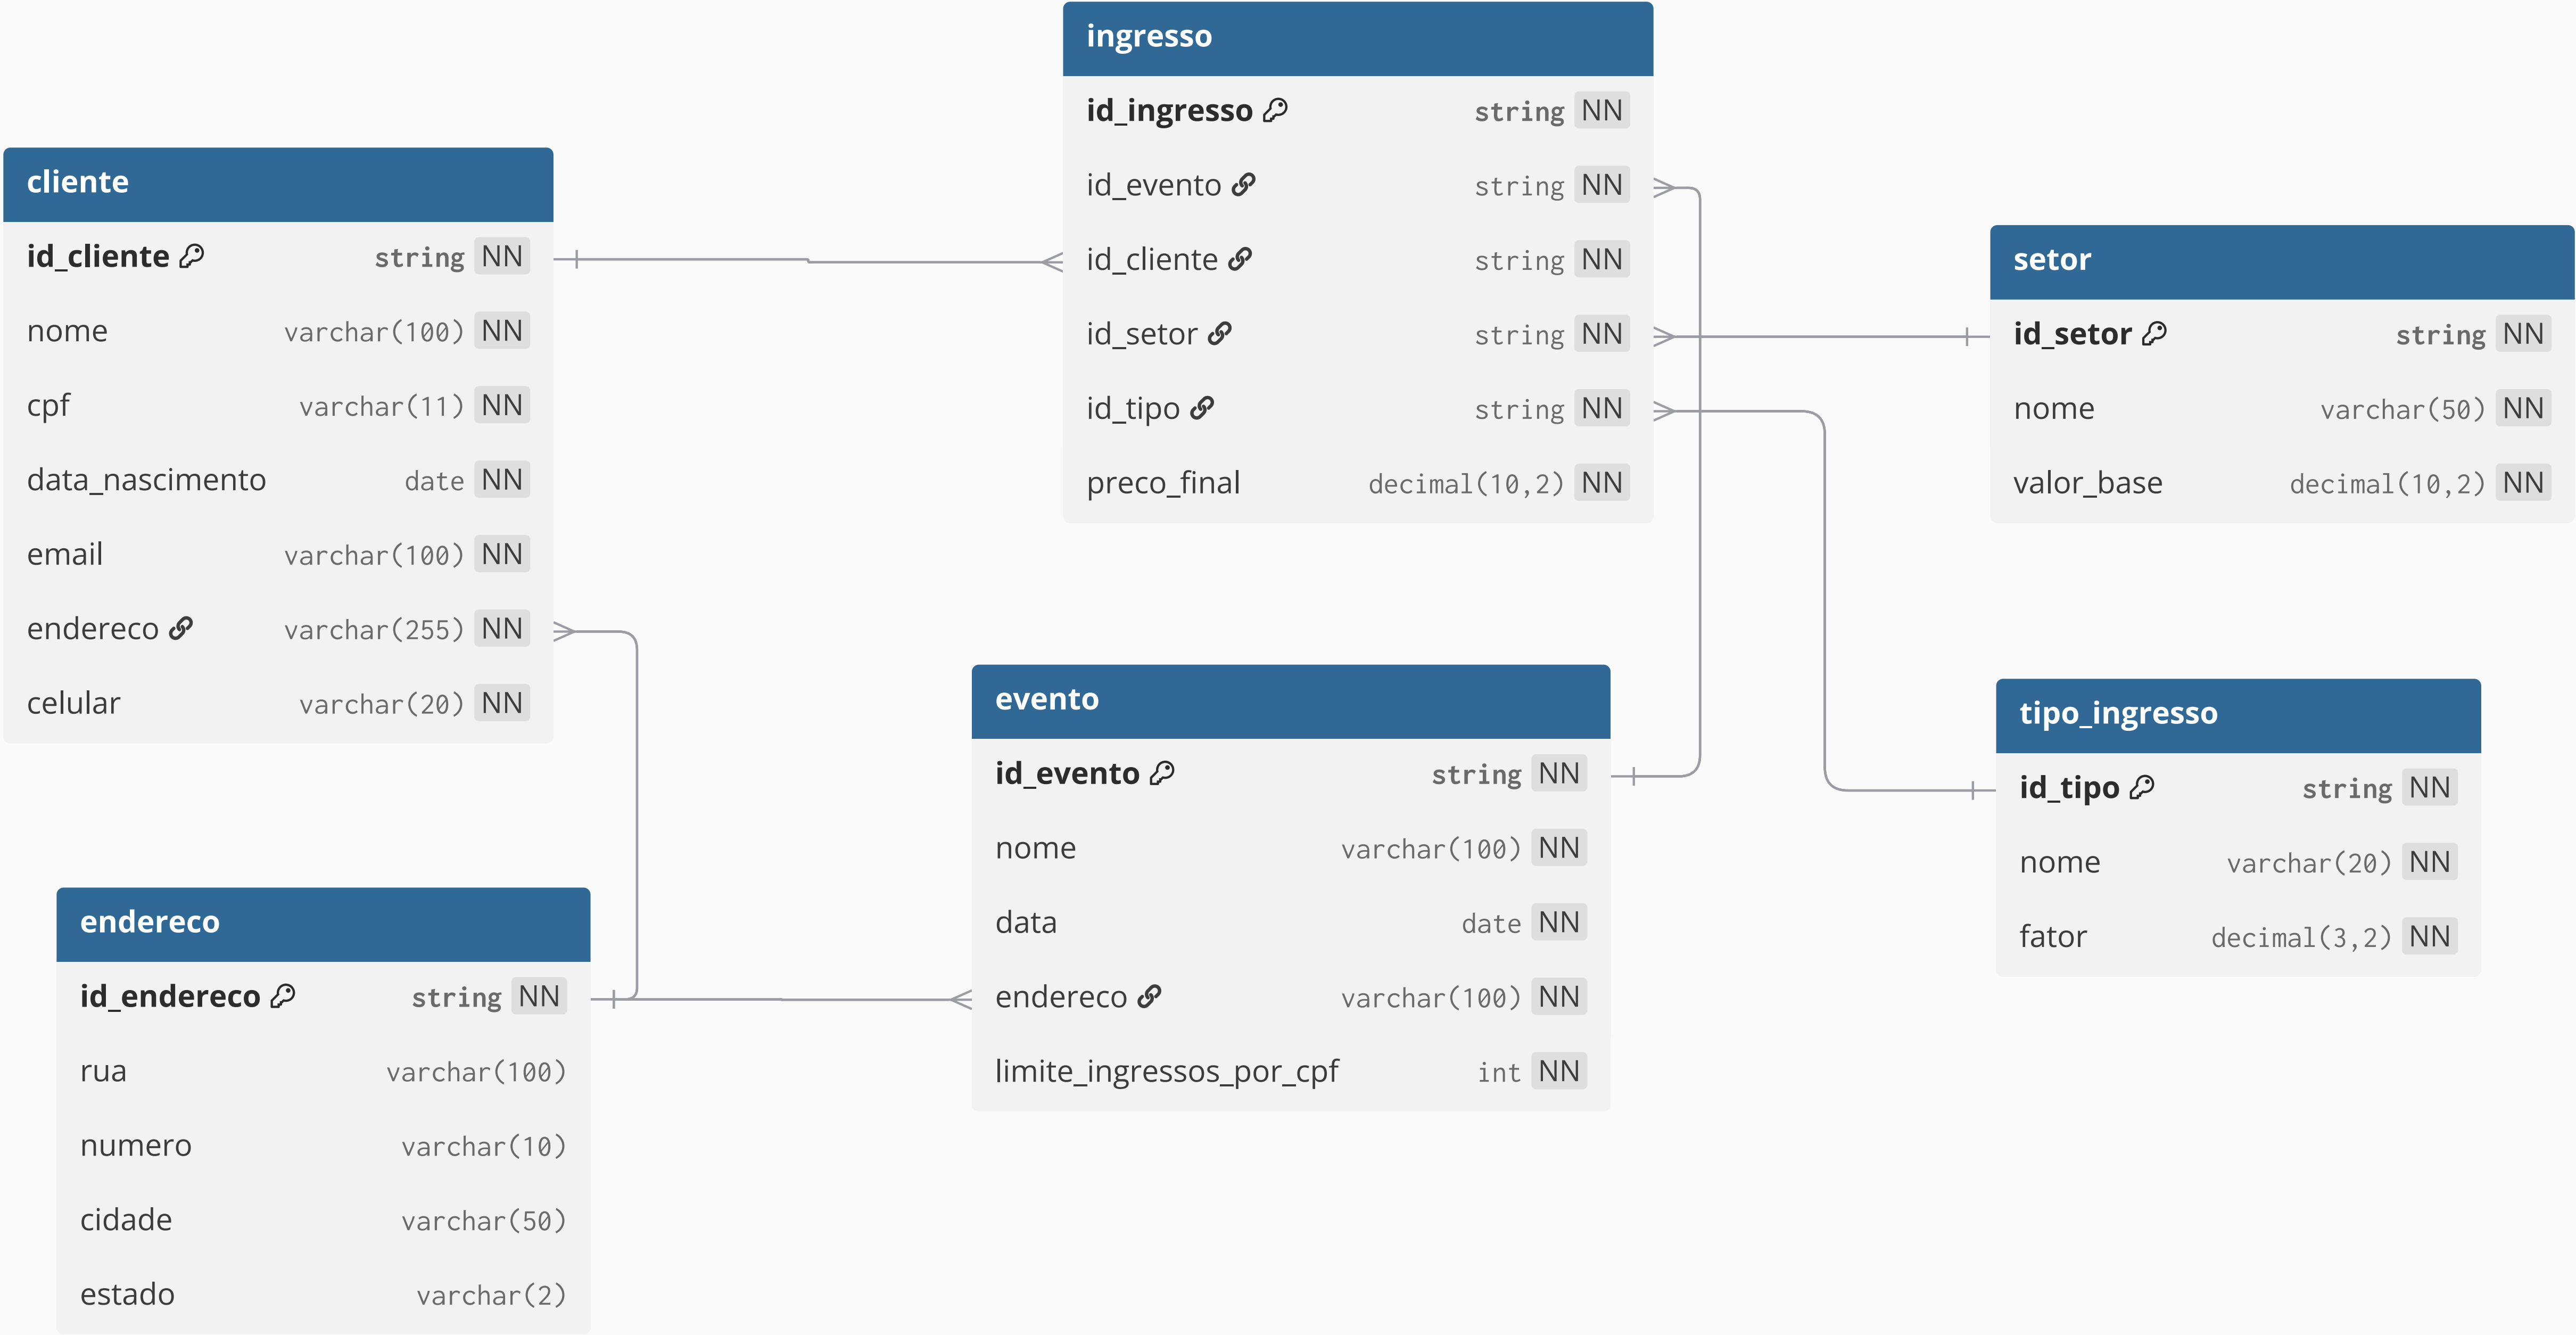 ingresso
id_ingresso string NN
id_evento string NN
id_cliente string NN
id_setor string NN
id_tipo string NN
preco_final decimal(10,2) NN
cliente
id_cliente string NN
nome varchar(100) NN
cpf varchar(11) NN
data_nascimento date NN
email varchar(100) NN
endereco varchar(255) NN
celular varchar(20) NN
setor
id_setor string NN
nome varchar(50) NN
valor_base decimal(10,2) NN
evento
id_evento string NN
nome varchar(100) NN
data date NN
endereco varchar(100) NN
limite_ingressos_por_cpf int NN
tipo_ingresso
id_tipo string NN
nome varchar(20) NN
fator decimal(3,2) NN
endereco
id_endereco string NN
rua varchar(100)
numero varchar(10)
cidade varchar(50)
estado varchar(2)